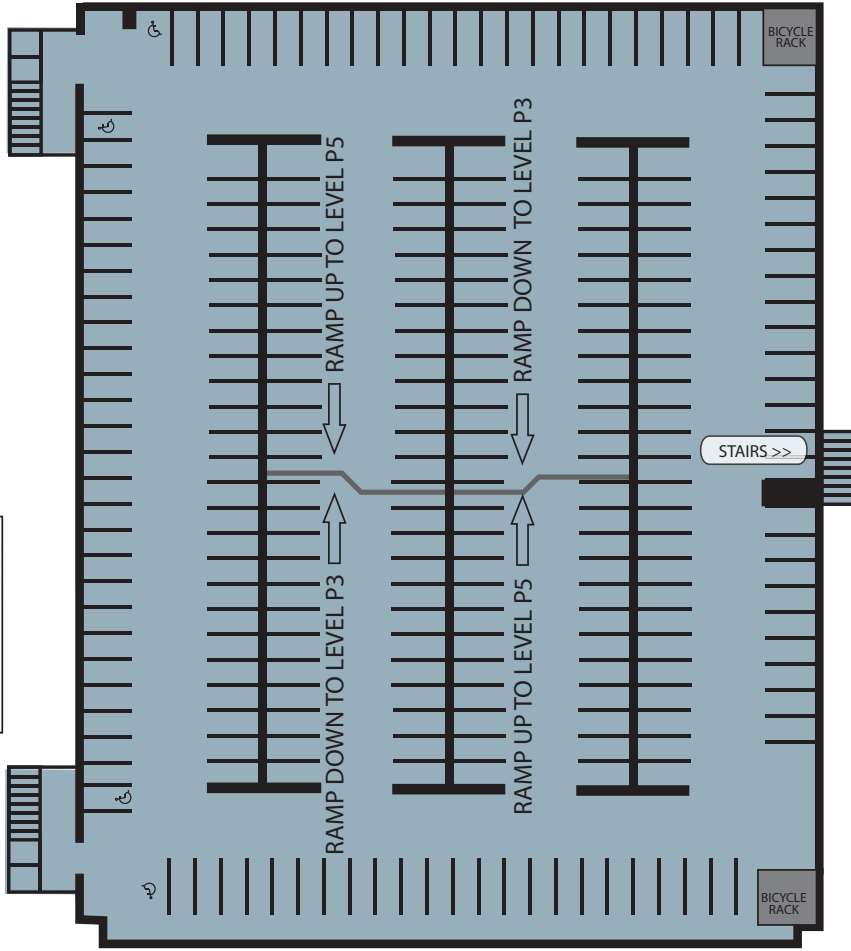 BICYCLE
RACK
RAMP UP TO LEVEL P5
RAMP DOWN TO LEVEL P3
STAIRS >>
RAMP DOWN TO LEVEL P3
RAMP UP TO LEVEL P5
BICYCLE
RACK